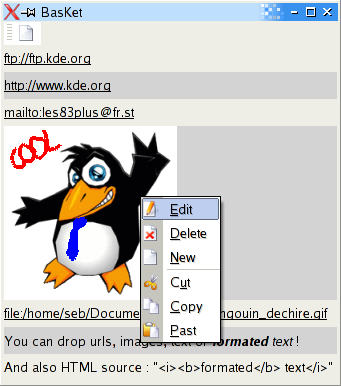 BasKet
ftp://ftp.kde.org
http://www.kde.org
mailto:les83plus@fr.st
COOL
Edit
Delete
New
Cut
Copy
Past
file:/home/seb/Docume ngouin_dechire.gif
You can drop urls, images, text or formated text !
And also HTML source : "<i><b>formated</b> text</i>"